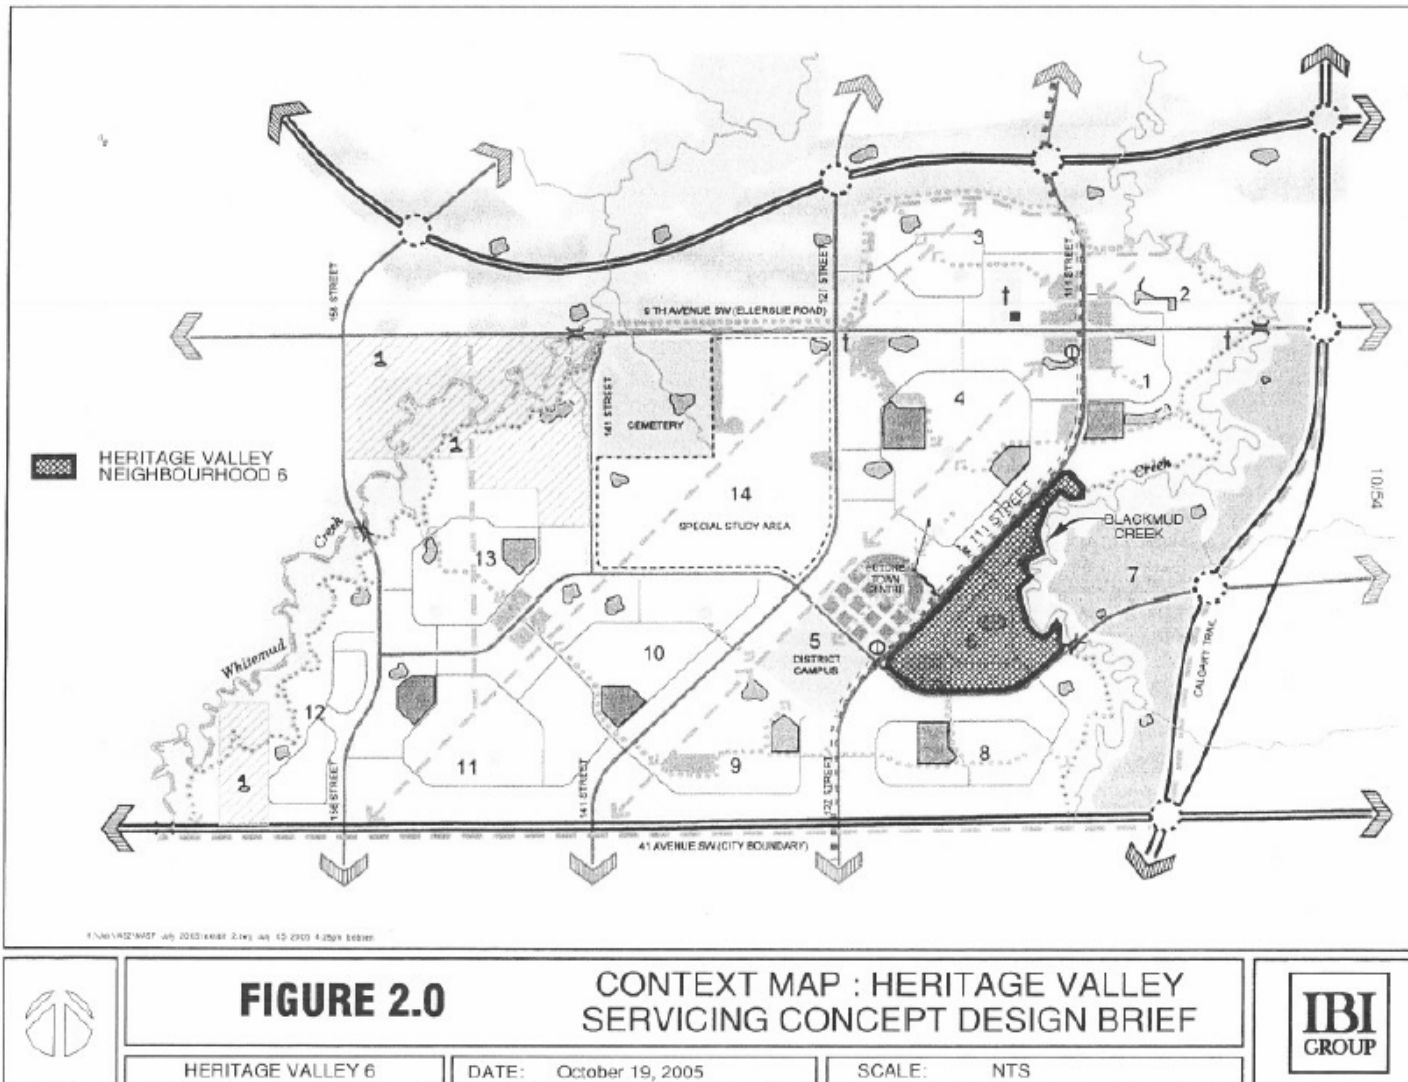 3
111 STREET
121 STREET
156 STREET
2
9 TH AVENUE SW (ELLERSLIE ROAD)
1
1
4
141 STREET
CEMETERY
1
HERITAGE VALLEY
NEIGHBOURHOOD 6
Creek
10/54
14
111 STREET
SPECIAL STUDY AREA
BLACKMUD
CREEK
Creek
13
FUTURE
TOWN
CENTRE
7
6
5
DISTRICT
CAMPUS
10
Whitemud
CALGARY TRAIL
12
11
9
8
1
156 STREET
141 STREET
127 STREET
41 AVENUE SW (CITY BOUNDARY)
FIGURE 2.0
CONTEXT MAP : HERITAGE VALLEY
SERVICING CONCEPT DESIGN BRIEF
IBI
GROUP
HERITAGE VALLEY 6
DATE: October 19, 2005
SCALE: NTS